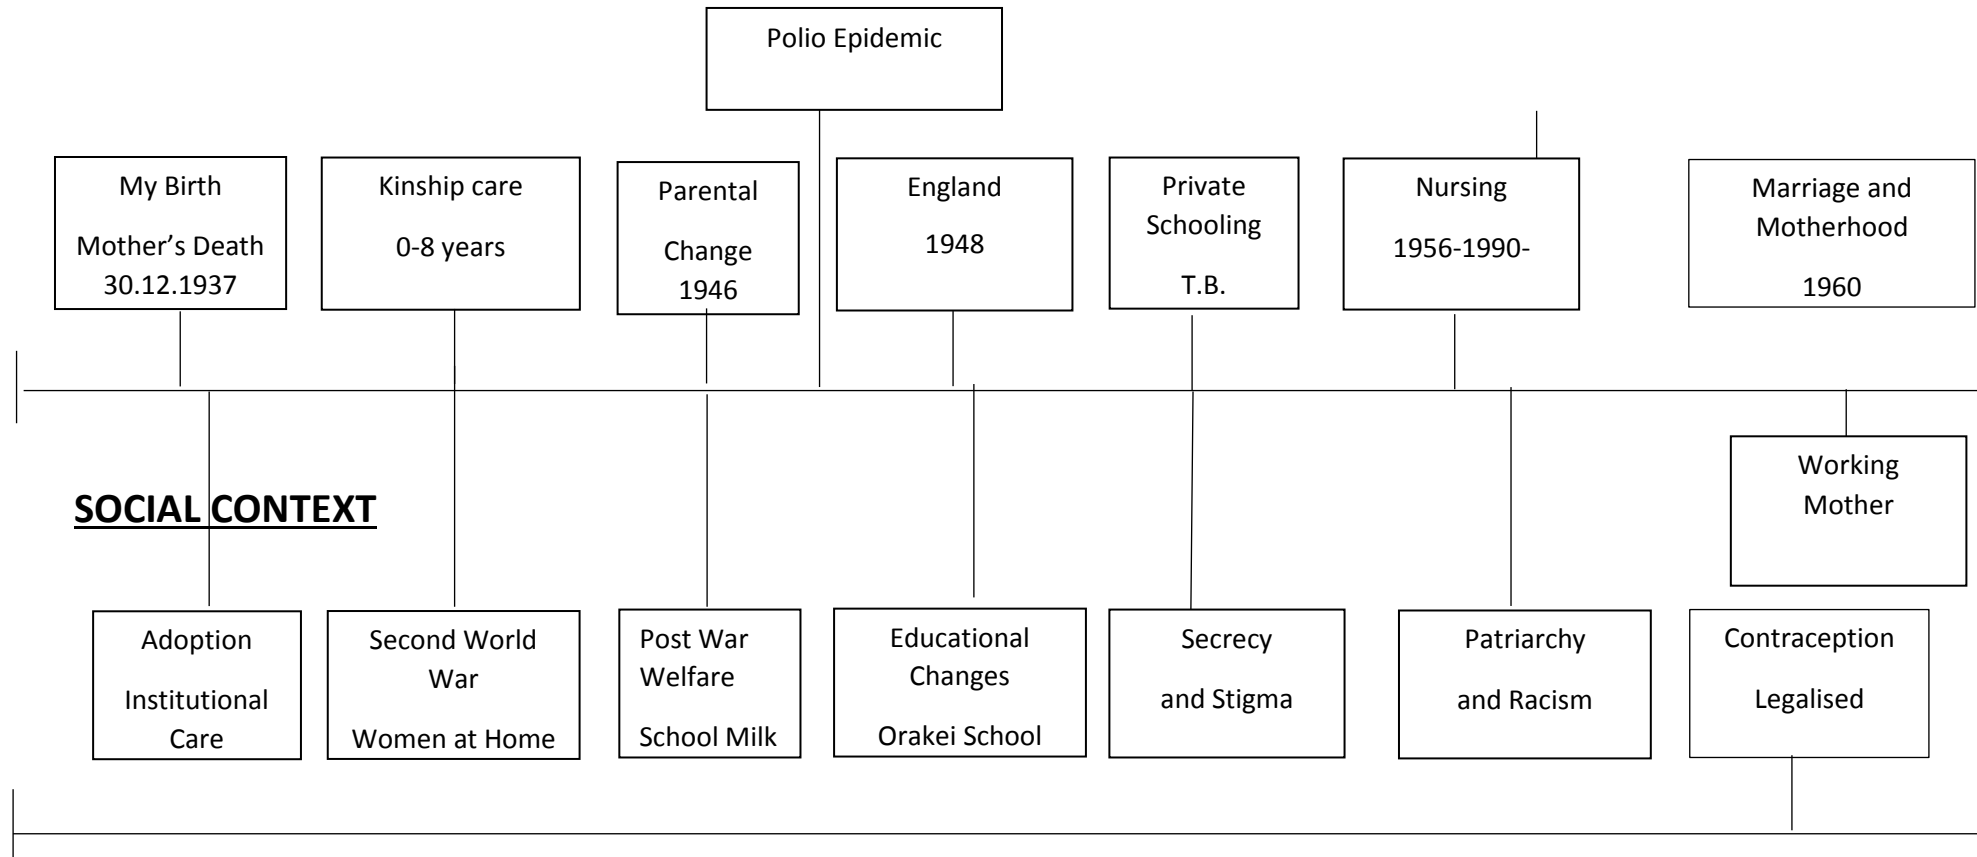 Polio Epidemic
My Birth
Mother’s Death
30.12.1937
Kinship care
0-8 years
Parental
Change
1946
England
1948
Private
Schooling
T.B.
Nursing
1956-1990-
Marriage and
Motherhood
1960
Working
Mother
SOCIAL CONTEXT
Adoption
Institutional
Care
Second World
War
Women at Home
Post War
Welfare
School Milk
Educational
Changes
Orakei School
Secrecy
and Stigma
Patriarchy
and Racism
Contraception
Legalised